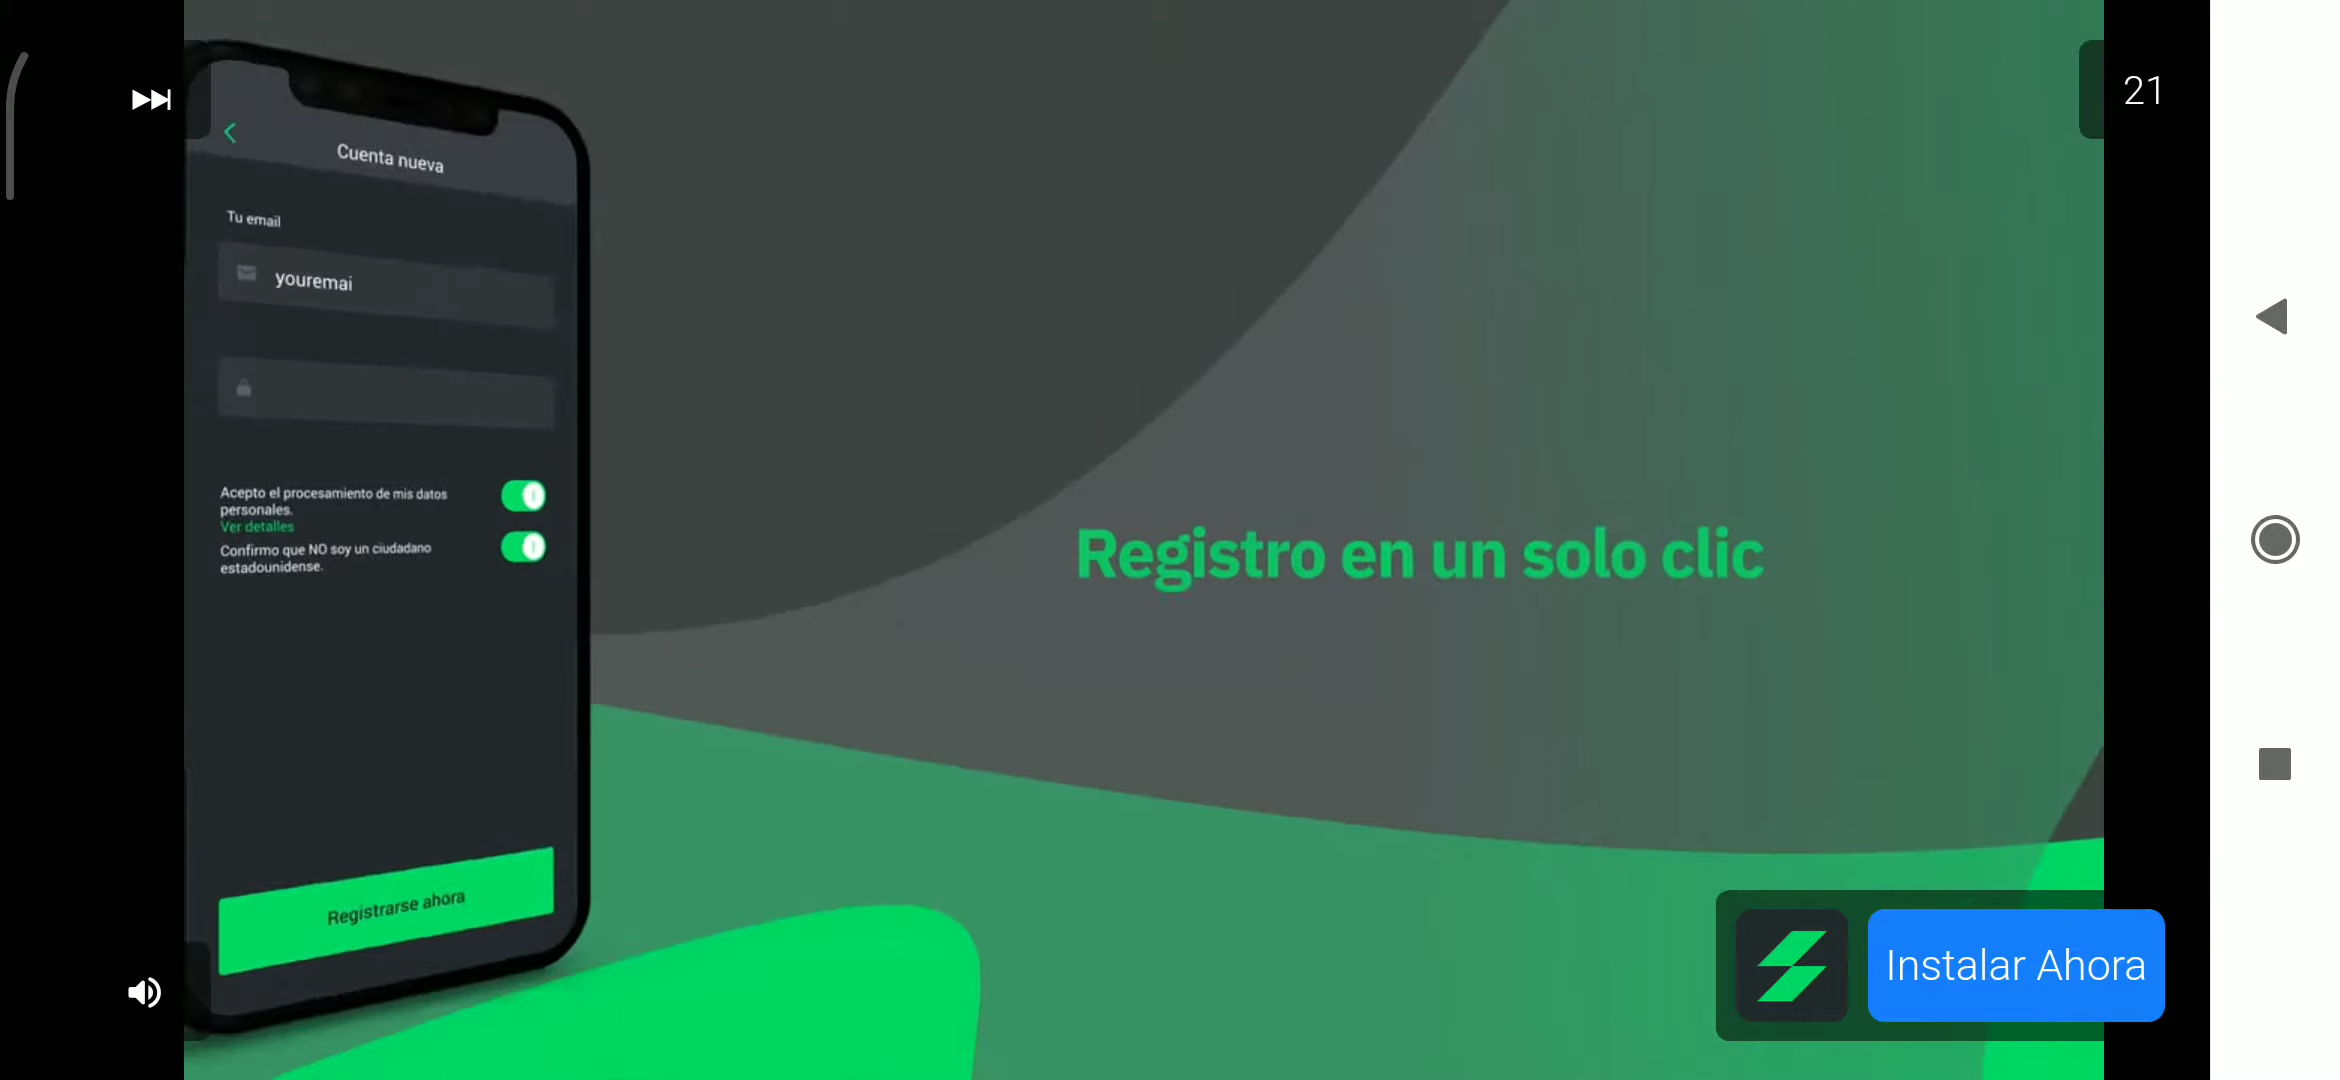 21
Cuenta nueva
Tu email
youremai
Acepto el procesamiento de mis datos
personales.
Ver detalles
Confirmo que NO soy un ciudadano
estadounidense.
Registrarse ahora
Registro en un solo clic
Instalar Ahora